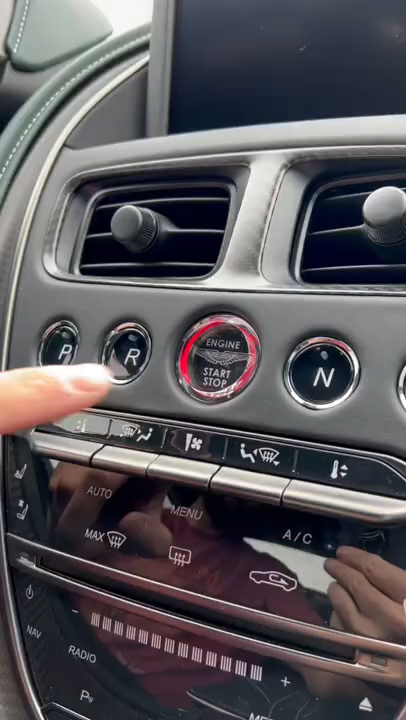 P
R
ENGINE
START
STOP
N
AUTO
MENU
MAX
A/C
-
NAV
RADIO
+
P